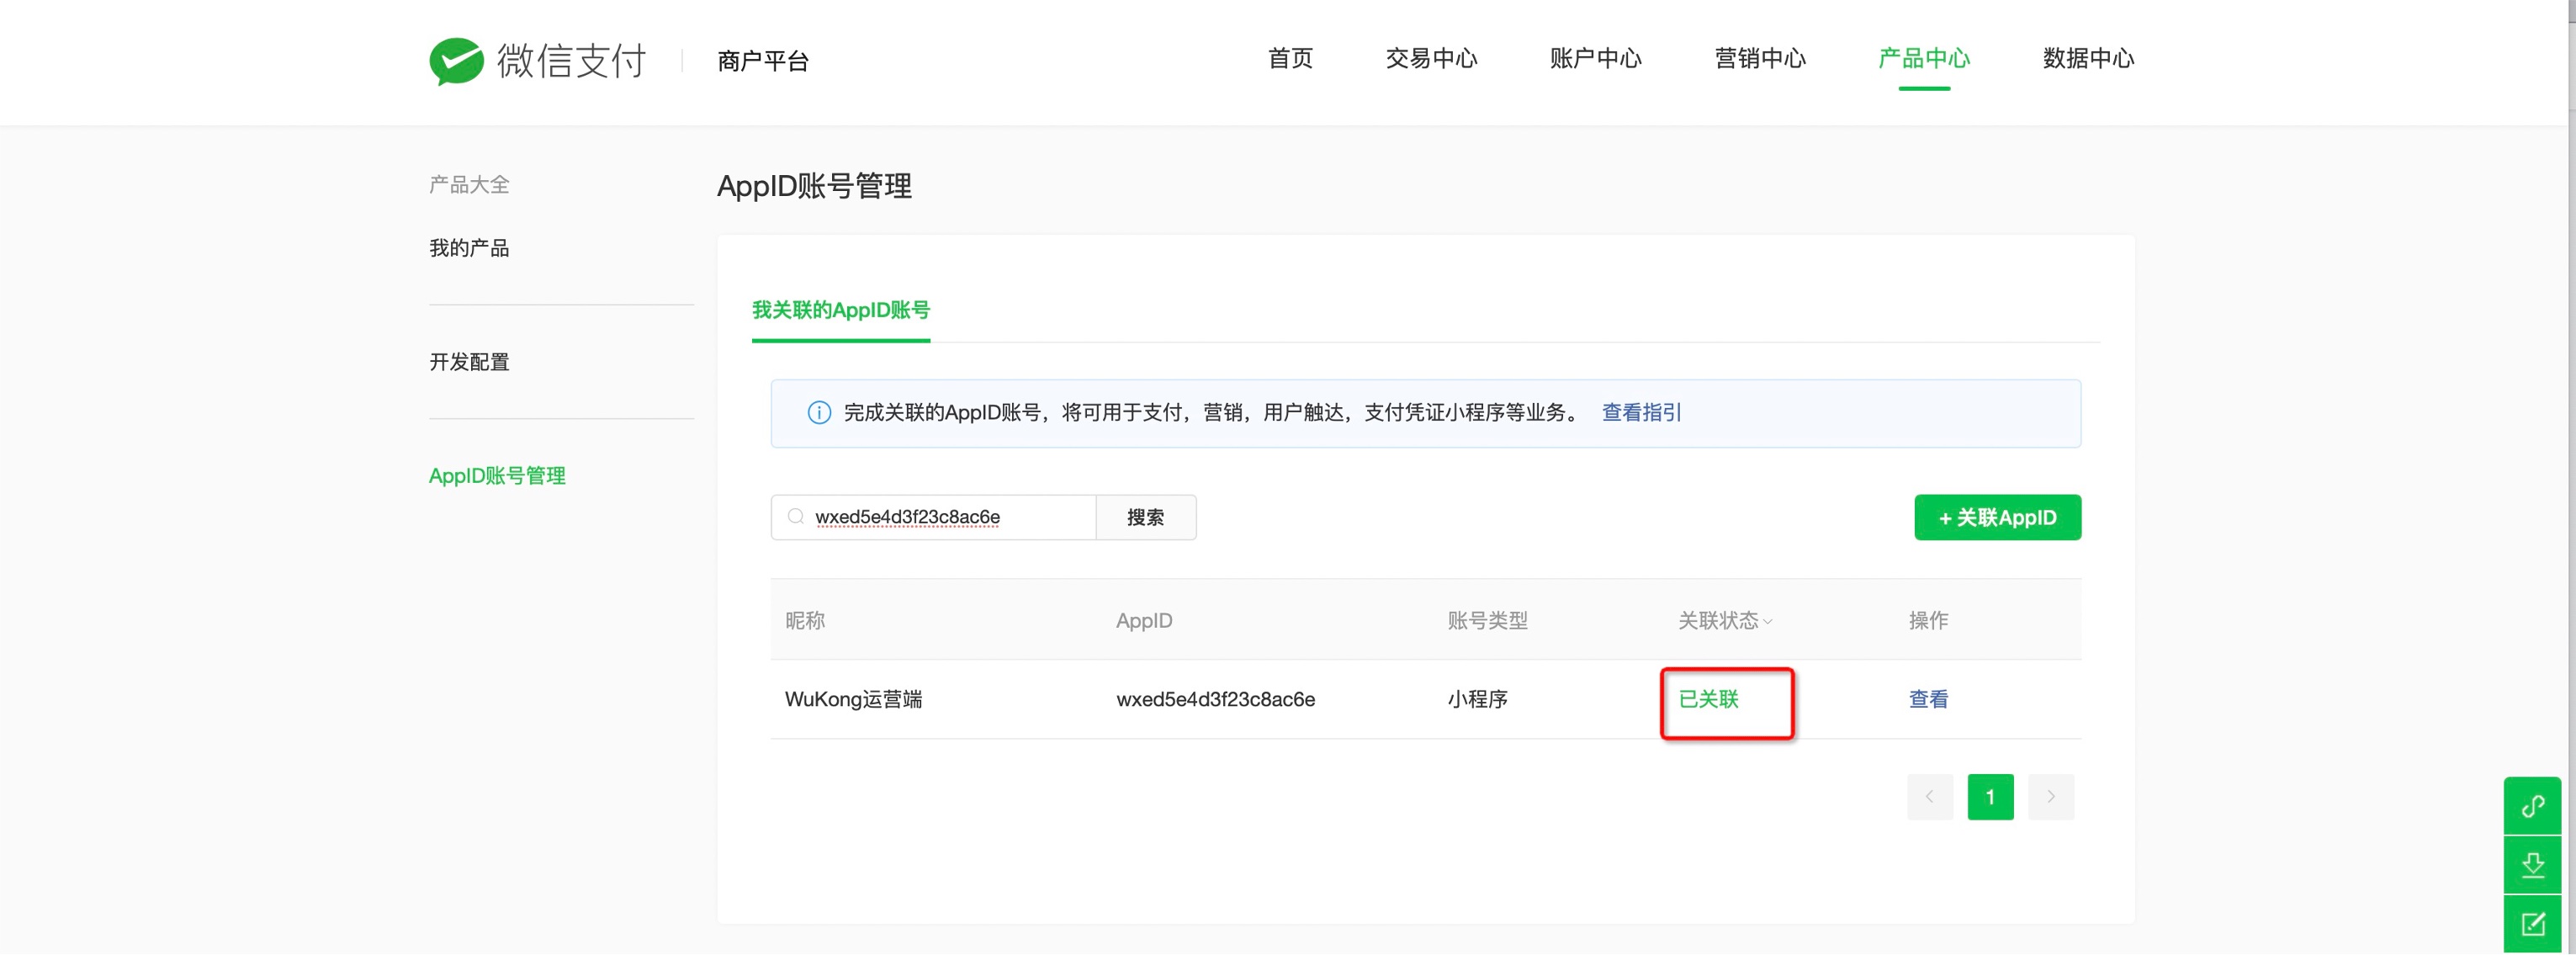 微信支付 商户平台 首页 交易中心 账户中心 营销中心 产品中心 数据中心
产品大全
我的产品
开发配置
AppID账号管理
AppID账号管理
我关联的AppID账号
完成关联的AppID账号，将可用于支付，营销，用户触达，支付凭证小程序等业务。 查看指引
wxed5e4d3f23c8ac6e 搜索 + 关联AppID
昵称 AppID 账号类型 关联状态 操作
WuKong运营端 wxed5e4d3f23c8ac6e 小程序 已关联 查看
1